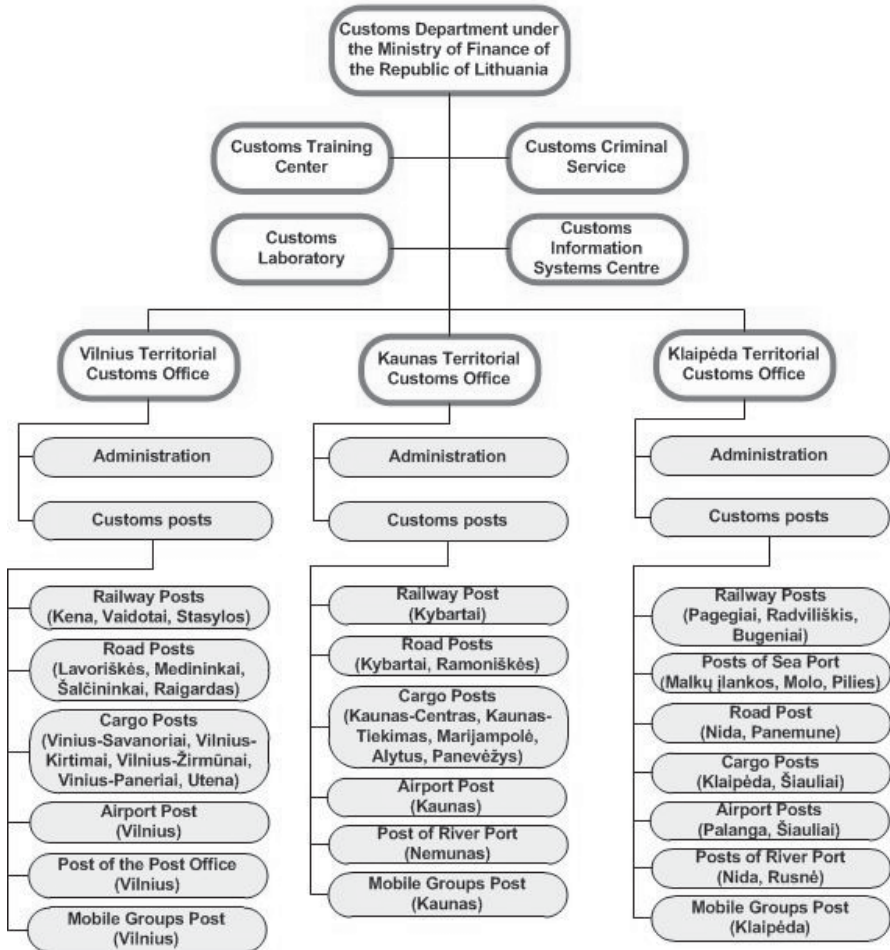 Customs Department under
the Ministry of Finance of
the Republic of Lithuania
Customs Training
Center
Customs Criminal
Service
Customs
Laboratory
Customs
Information
Systems Centre
Vilnius Territorial
Customs Office
Administration
Customs posts
Railway Posts
(Kena, Vaidotai, Stasylos)
Road Posts
(Lavoriškės, Medininkai,
Šalčininkai, Raigardas)
Cargo Posts
(Vinius-Savanoriai, Vilnius-
Kirtimai, Vilnius-Žirmūnai,
Vinius-Paneriai, Utena)
Airport Post
(Vilnius)
Post of the Post Office
(Vilnius)
Mobile Groups Post
(Vilnius)
Kaunas Territorial
Customs Office
Administration
Customs posts
Railway Post
(Kybartai)
Road Posts
(Kybartai, Ramoniškės)
Cargo Posts
(Kaunas-Centras, Kaunas-
Tiekimas, Marijampolė,
Alytus, Panevėžys)
Airport Post
(Kaunas)
Post of River Port
(Nemunas)
Mobile Groups Post
(Kaunas)
Klaipėda Territorial
Customs Office
Administration
Customs posts
Railway Posts
(Pagegiai, Radviliškis,
Bugeniai)
Posts of Sea Port
(Malkų įlankos, Molo, Pilies)
Road Post
(Nida, Panemune)
Cargo Posts
(Klaipėda, Šiauliai)
Airport Posts
(Palanga, Šiauliai)
Posts of River Port
(Nida, Rusnė)
Mobile Groups Post
(Klaipėda)